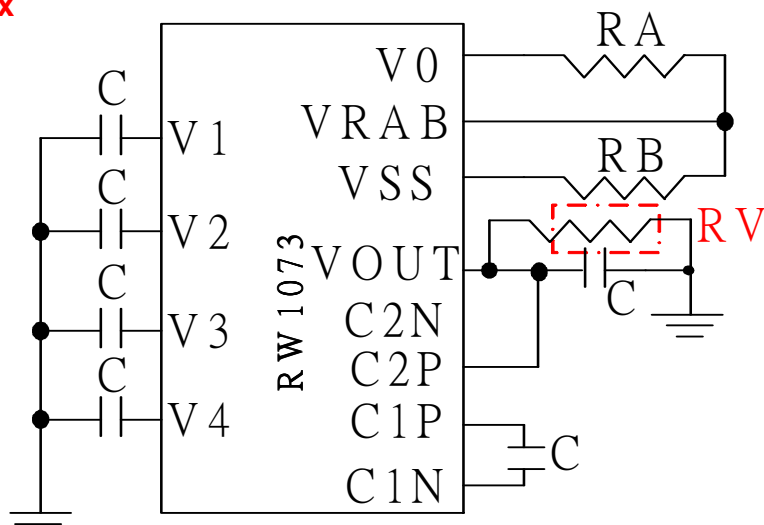 x
RA
V0
C
VRAB
V1
RB
VSS
C
V2
RV
VOUT
RW1073
C
C
V3
C2N
C
C2P
V4
C1P
C
C1N